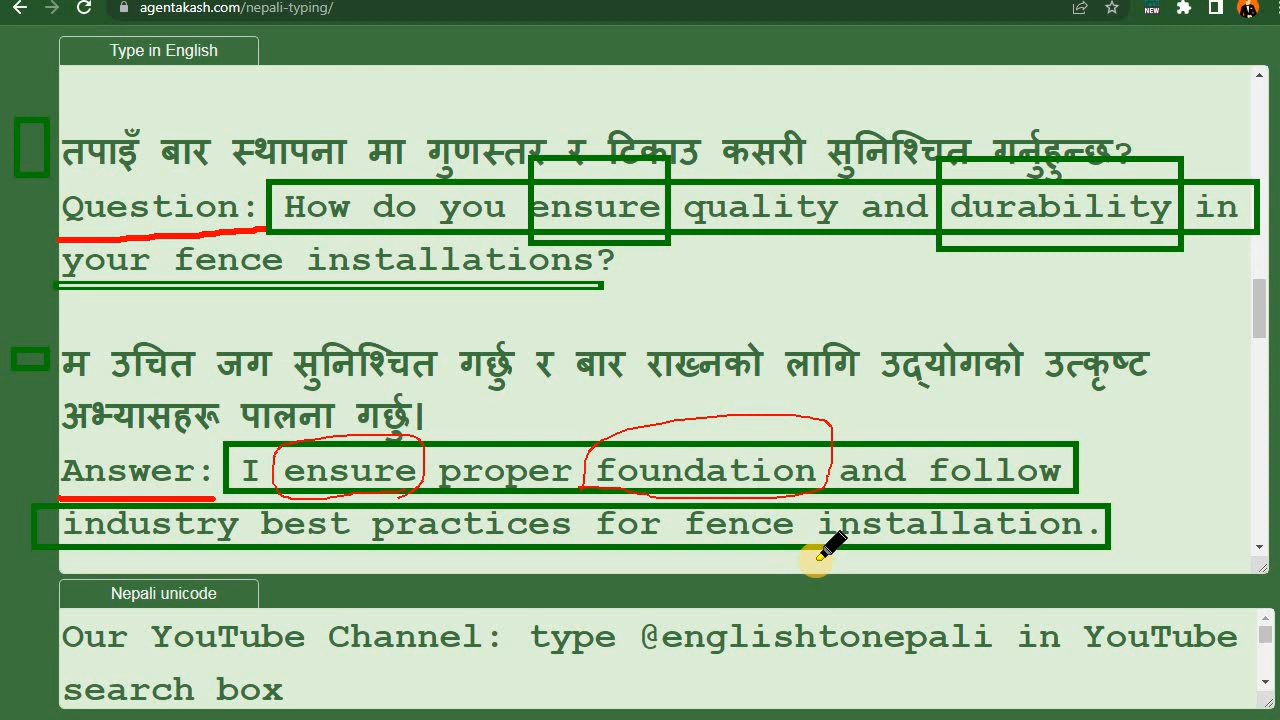 agentakash.com/nepali-typing/
NEW
Type in English
तपाइँ बार स्थापना मा गुणस्तर र टिकाउ कसरी सुनिश्चित गर्नुहुन्छ?
Question: How do you ensure quality and durability in
your fence installations?
म उचित जग सुनिश्चित गर्छु र बार राख्नको लागि उद्योगको उत्कृष्ट
अभ्यासहरू पालना गर्छु।
Answer: I ensure proper foundation and follow
industry best practices for fence installation.
Nepali unicode
Our YouTube Channel: type @englishtonepali in YouTube
search box